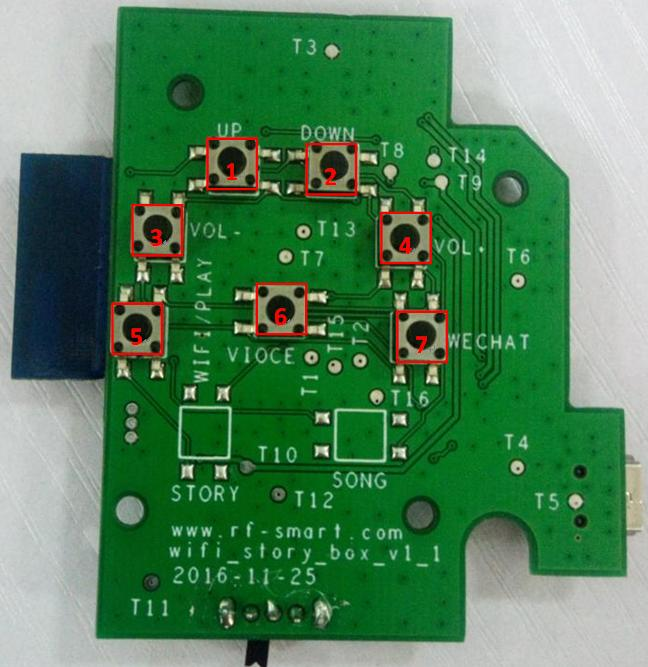 T3
UP
DOWN
T8
T14
T9
1
2
VOL-
T13
VOL+
3
4
T7
T6
WIFI/PLAY
5
6
7
VIOCE
T15
T2
WECHAT
T1
T16
T10
T4
STORY
SONG
T12
T5
www.rf-smart.com
wifi_story_box_v1_1
2016-11-25
T11